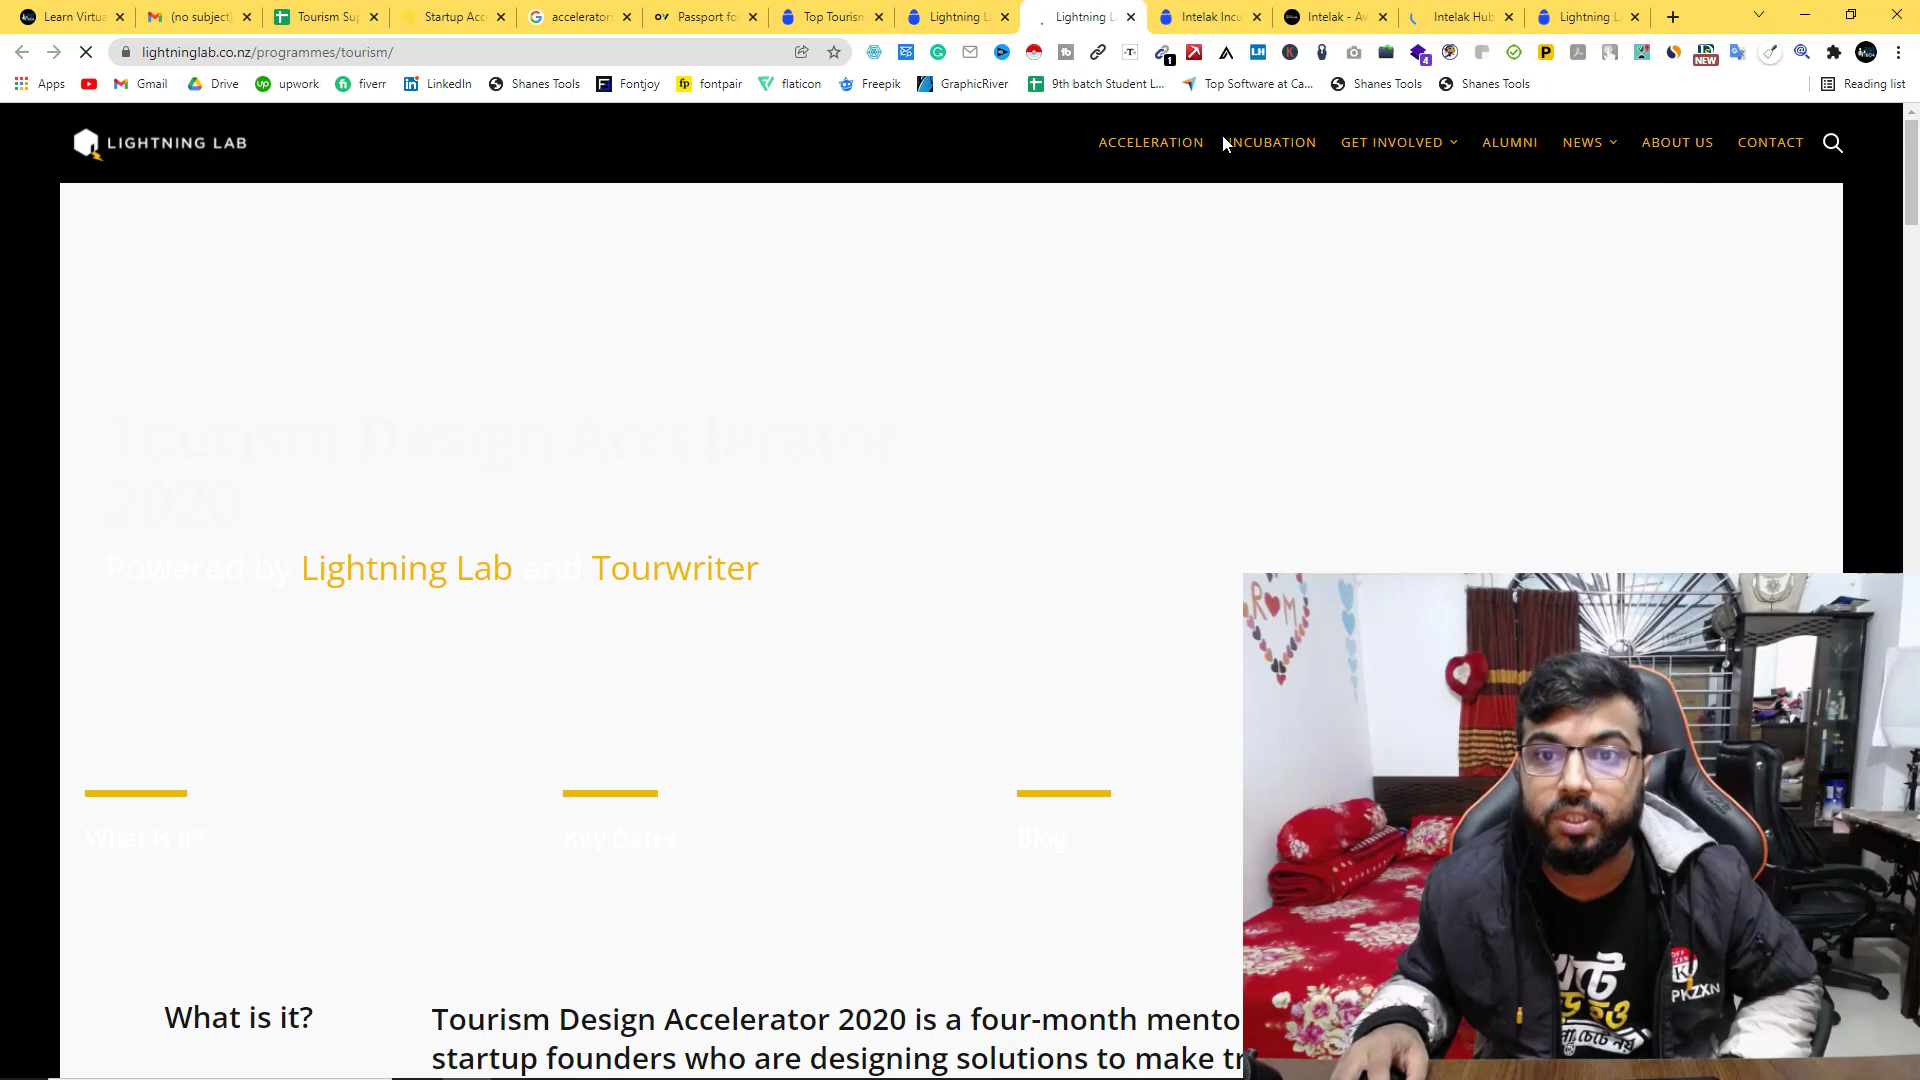 Learn Virtua
(no subject)
Tourism Sup
Startup Acc
accelerators
Passport fo
Top Tourism
Lightning L
Lightning L
Intelak Incu
Intelak - Av
Intelak Hub
Lightning L
lightninglab.co.nz/programmes/tourism/
Apps
Gmail
Drive
upwork
fiverr
LinkedIn
Shanes Tools
Fontjoy
fontpair
flaticon
Freepik
GraphicRiver
9th batch Student L...
Top Software at Ca...
Shanes Tools
Shanes Tools
Reading list
LIGHTNING LAB
ACCELERATION
INCUBATION
GET INVOLVED
ALUMNI
NEWS
ABOUT US
CONTACT
Tourism Design Accelerator
2020
Powered by Lightning Lab and Tourwriter
What is it?
Key Dates
Blog
What is it?
Tourism Design Accelerator 2020 is a four-month mento
startup founders who are designing solutions to make tr
R M
PKZXN